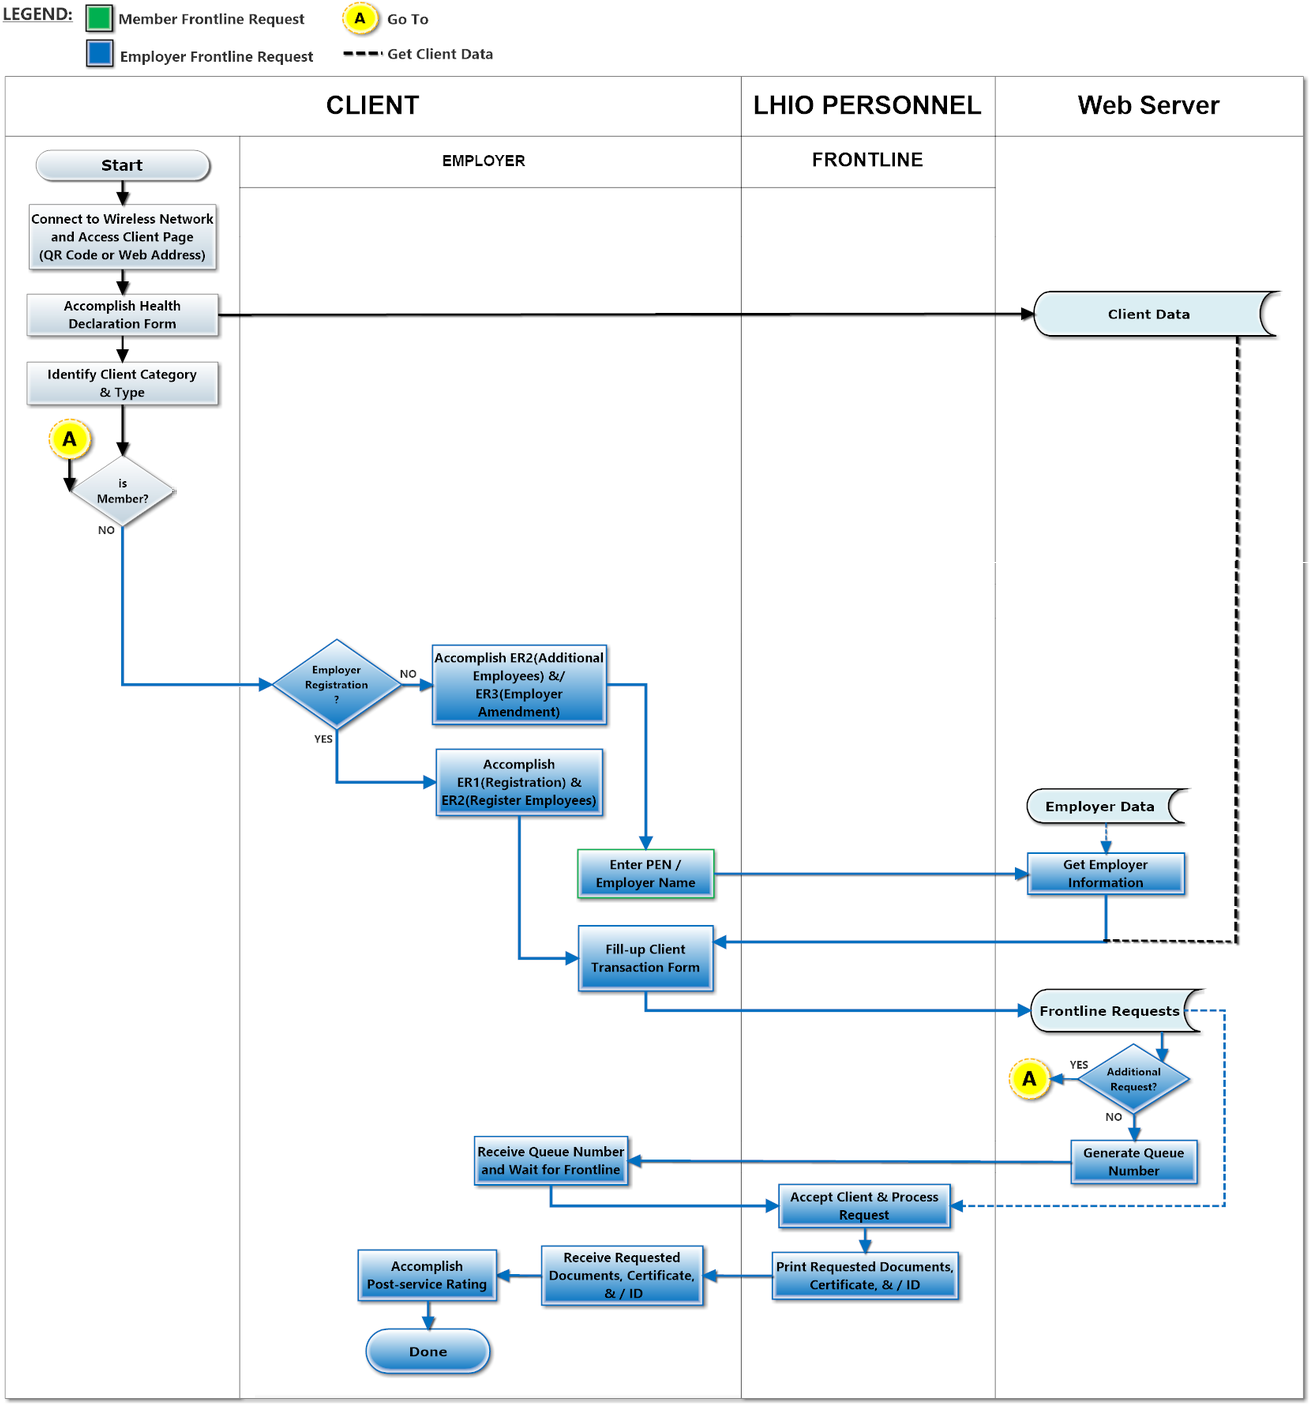 LEGEND:
Member Frontline Request
A
Go To
Employer Frontline Request
Get Client Data
CLIENT
LHIO PERSONNEL
Web Server
EMPLOYER
FRONTLINE
Start
Connect to Wireless Network
and Access Client Page
(QR Code or Web Address)
Accomplish Health
Declaration Form
Client Data
Identify Client Category
& Type
A
is
Member?
NO
Employer
Registration
?
NO
YES
Accomplish ER2(Additional
Employees) &/
ER3(Employer
Amendment)
Accomplish
ER1(Registration) &
ER2(Register Employees)
Employer Data
Enter PEN /
Employer Name
Get Employer
Information
Fill-up Client
Transaction Form
Frontline Requests
A
YES
Additional
Request?
NO
Generate Queue
Number
Receive Queue Number
and Wait for Frontline
Accept Client & Process
Request
Print Requested Documents,
Certificate, & / ID
Receive Requested
Documents, Certificate,
& / ID
Accomplish
Post-service Rating
Done